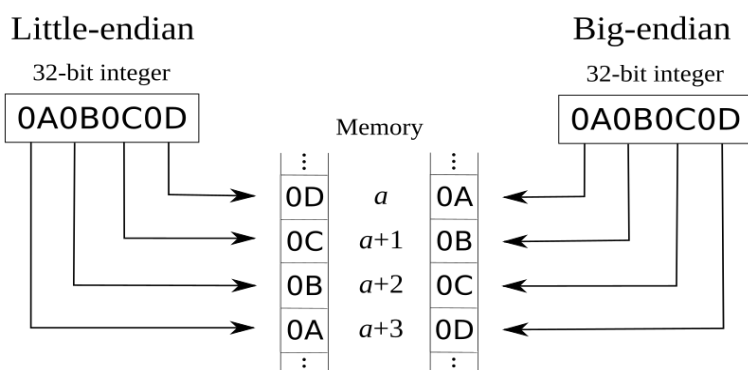 Little-endian
Big-endian
32-bit integer
32-bit integer
0A0B0C0D
0A0B0C0D
Memory
⋮ ⋮
0D a 0A
0C a+1 0B
0B a+2 0C
0A a+3 0D
⋮ ⋮